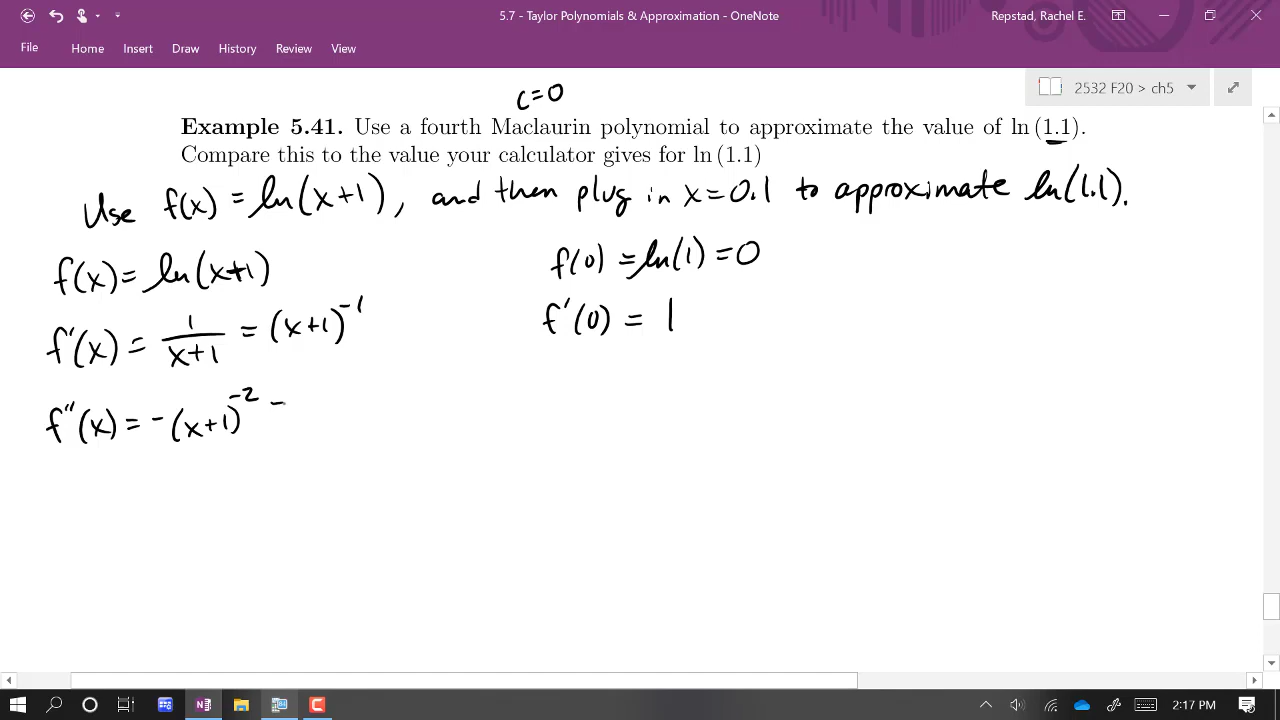 5.7 - Taylor Polynomials & Approximation - OneNote
Repstad, Rachel E.
File Home Insert Draw History Review View
2532 F20 > ch5
c=0
Example 5.41. Use a fourth Maclaurin polynomial to approximate the value of ln (1.1).
Compare this to the value your calculator gives for ln (1.1)
Use f(x) = ln(x+1), and then plug in x=0.1 to approximate ln(1.1).
f(x) = ln(x+1)
f(0) = ln(1) = 0
f'(x) = 1/(x+1) = (x+1)^-1
f'(0) = 1
f''(x) = -(x+1)^-2 -
2:17 PM